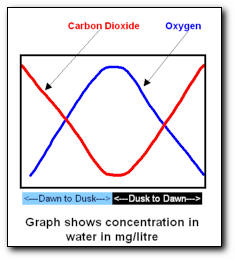 Carbon Dioxide Oxygen
<---Dawn to Dusk---> <---Dusk to Dawn--->
Graph shows concentration in
water in mg/litre